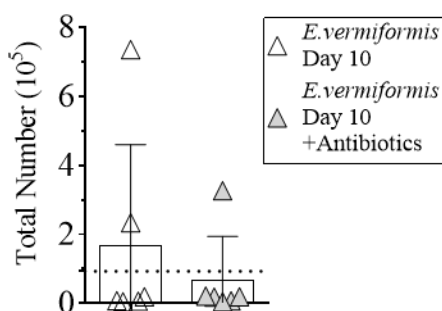 8
6
4
2
0
Total Number (10⁵)
E.vermiformis
Day 10
E.vermiformis
Day 10
+Antibiotics